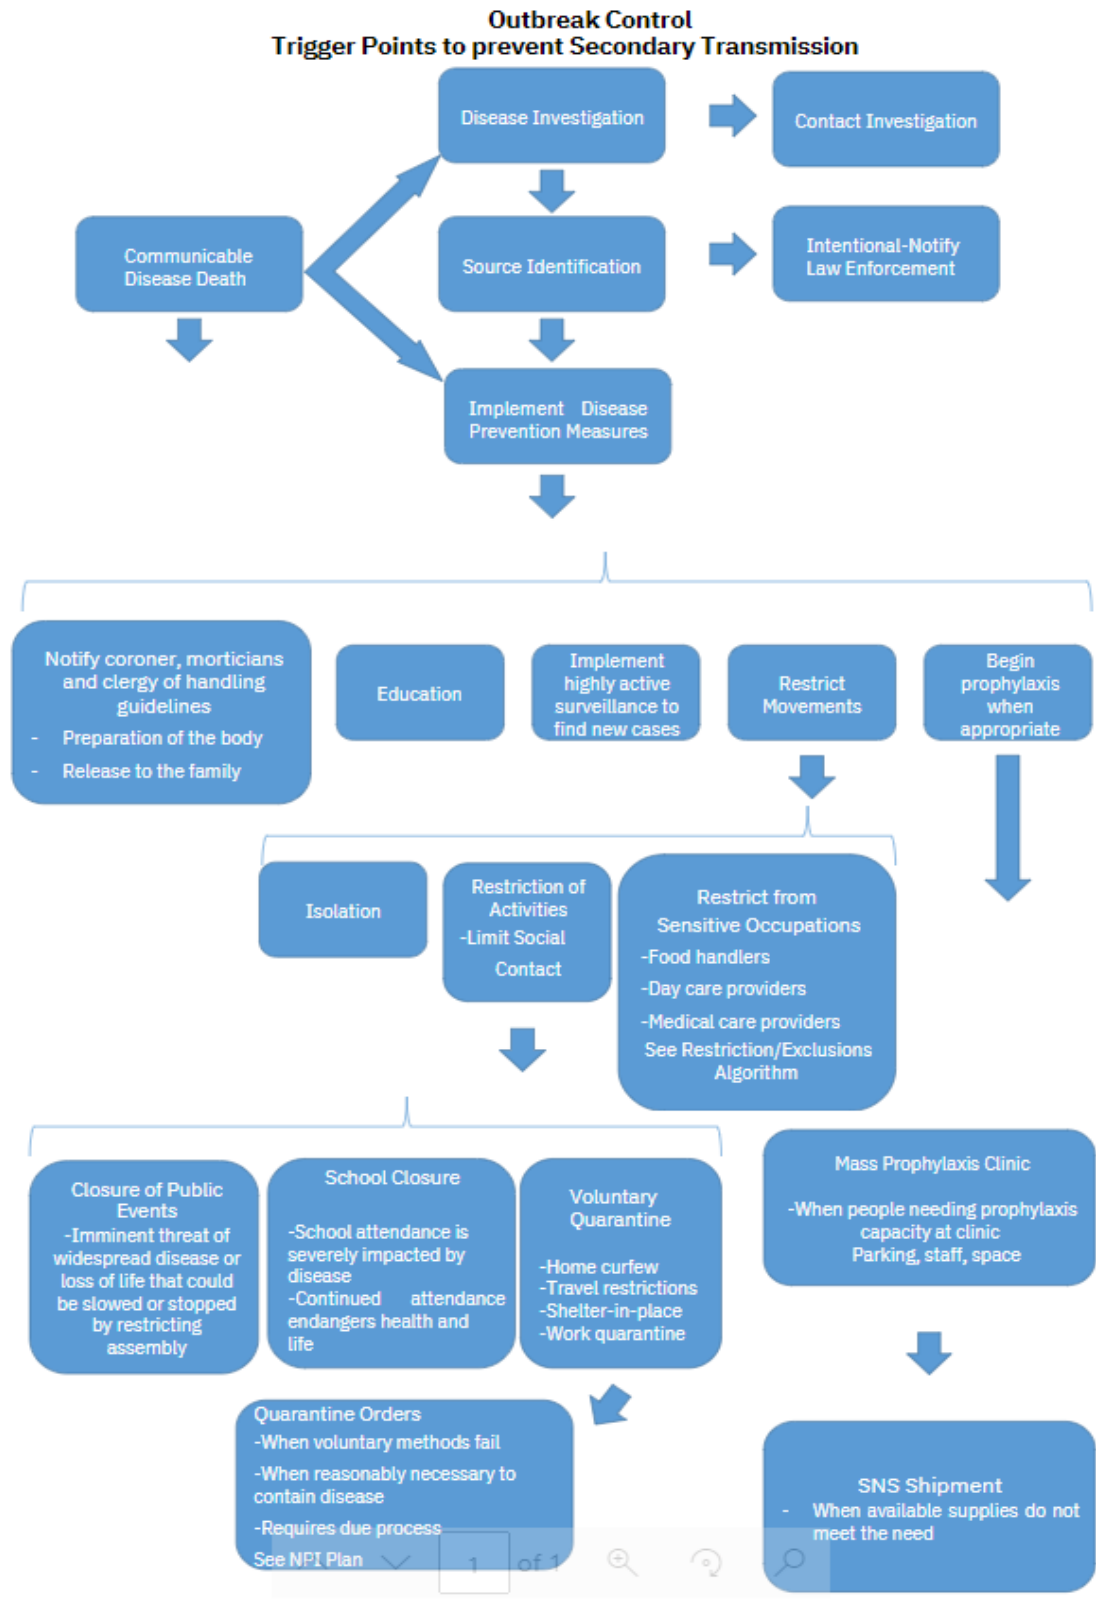 Outbreak Control
Trigger Points to prevent Secondary Transmission
Disease Investigation
Contact Investigation
Communicable
Disease Death
Source Identification
Intentional-Notify
Law Enforcement
Implement Disease
Prevention Measures
Notify coroner, morticians
and clergy of handling
guidelines
- Preparation of the body
- Release to the family
Education
Implement
highly active
surveillance to
find new cases
Restrict
Movements
Begin
prophylaxis
when
appropriate
Isolation
Restriction of
Activities
-Limit Social
Contact
Restrict from
Sensitive Occupations
-Food handlers
-Day care providers
-Medical care providers
See Restriction/Exclusions
Algorithm
Closure of Public
Events
-Imminent threat of
widespread disease or
loss of life that could
be slowed or stopped
by restricting
assembly
School Closure
-School attendance is
severely impacted by
disease
-Continued attendance
endangers health and
life
Voluntary
Quarantine
-Home curfew
-Travel restrictions
-Shelter-in-place
-Work quarantine
Mass Prophylaxis Clinic
-When people needing prophylaxis
capacity at clinic
Parking, staff, space
Quarantine Orders
-When voluntary methods fail
-When reasonably necessary to
contain disease
-Requires due process
See NPI Plan
SNS Shipment
- When available supplies do not
meet the need
1 of 1